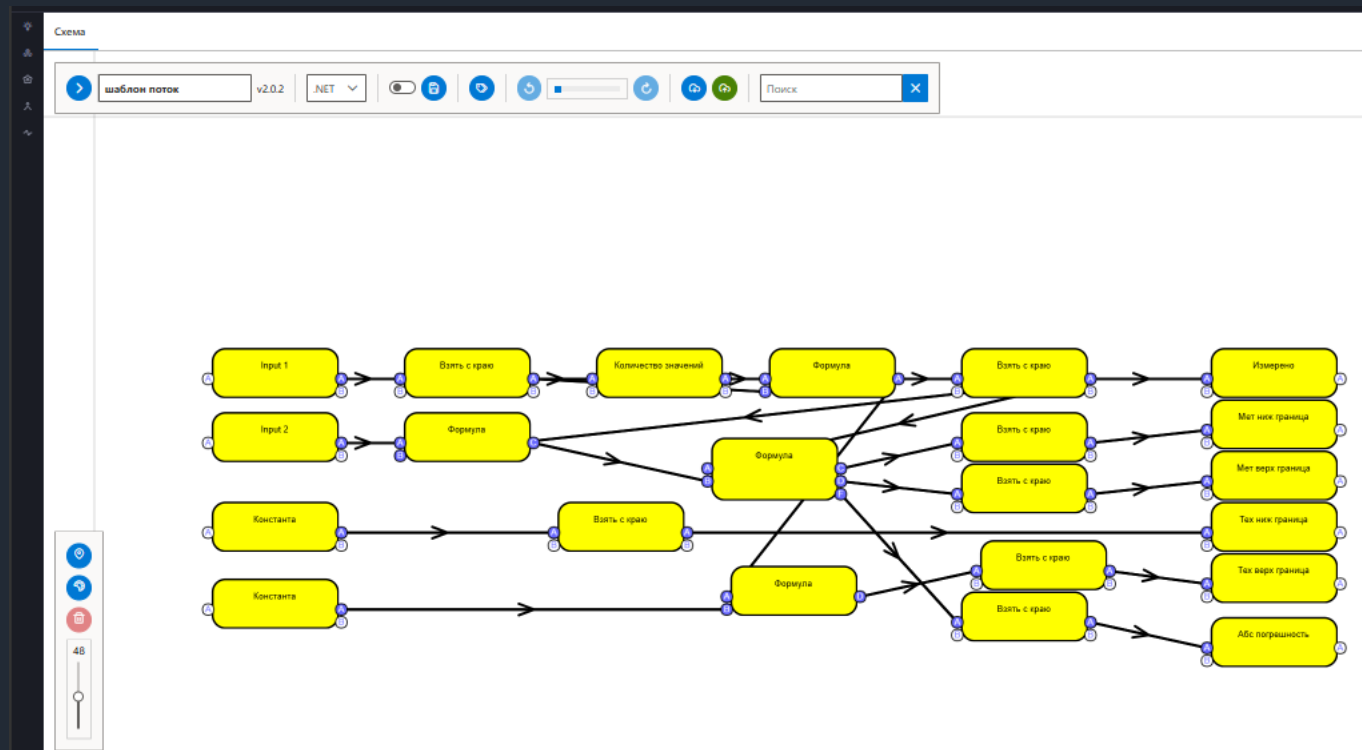 Схема
шаблон поток
v2.0.2
.NET
Поиск
Input 1
Взять с краю
Количество значений
Формула
Взять с краю
Измерено
Input 2
Формула
Формула
Взять с краю
Мет ниж граница
Взять с краю
Мет верх граница
Константа
Взять с краю
Тех ниж граница
Константа
Формула
Взять с краю
Тех верх граница
Взять с краю
Абс погрешность
48